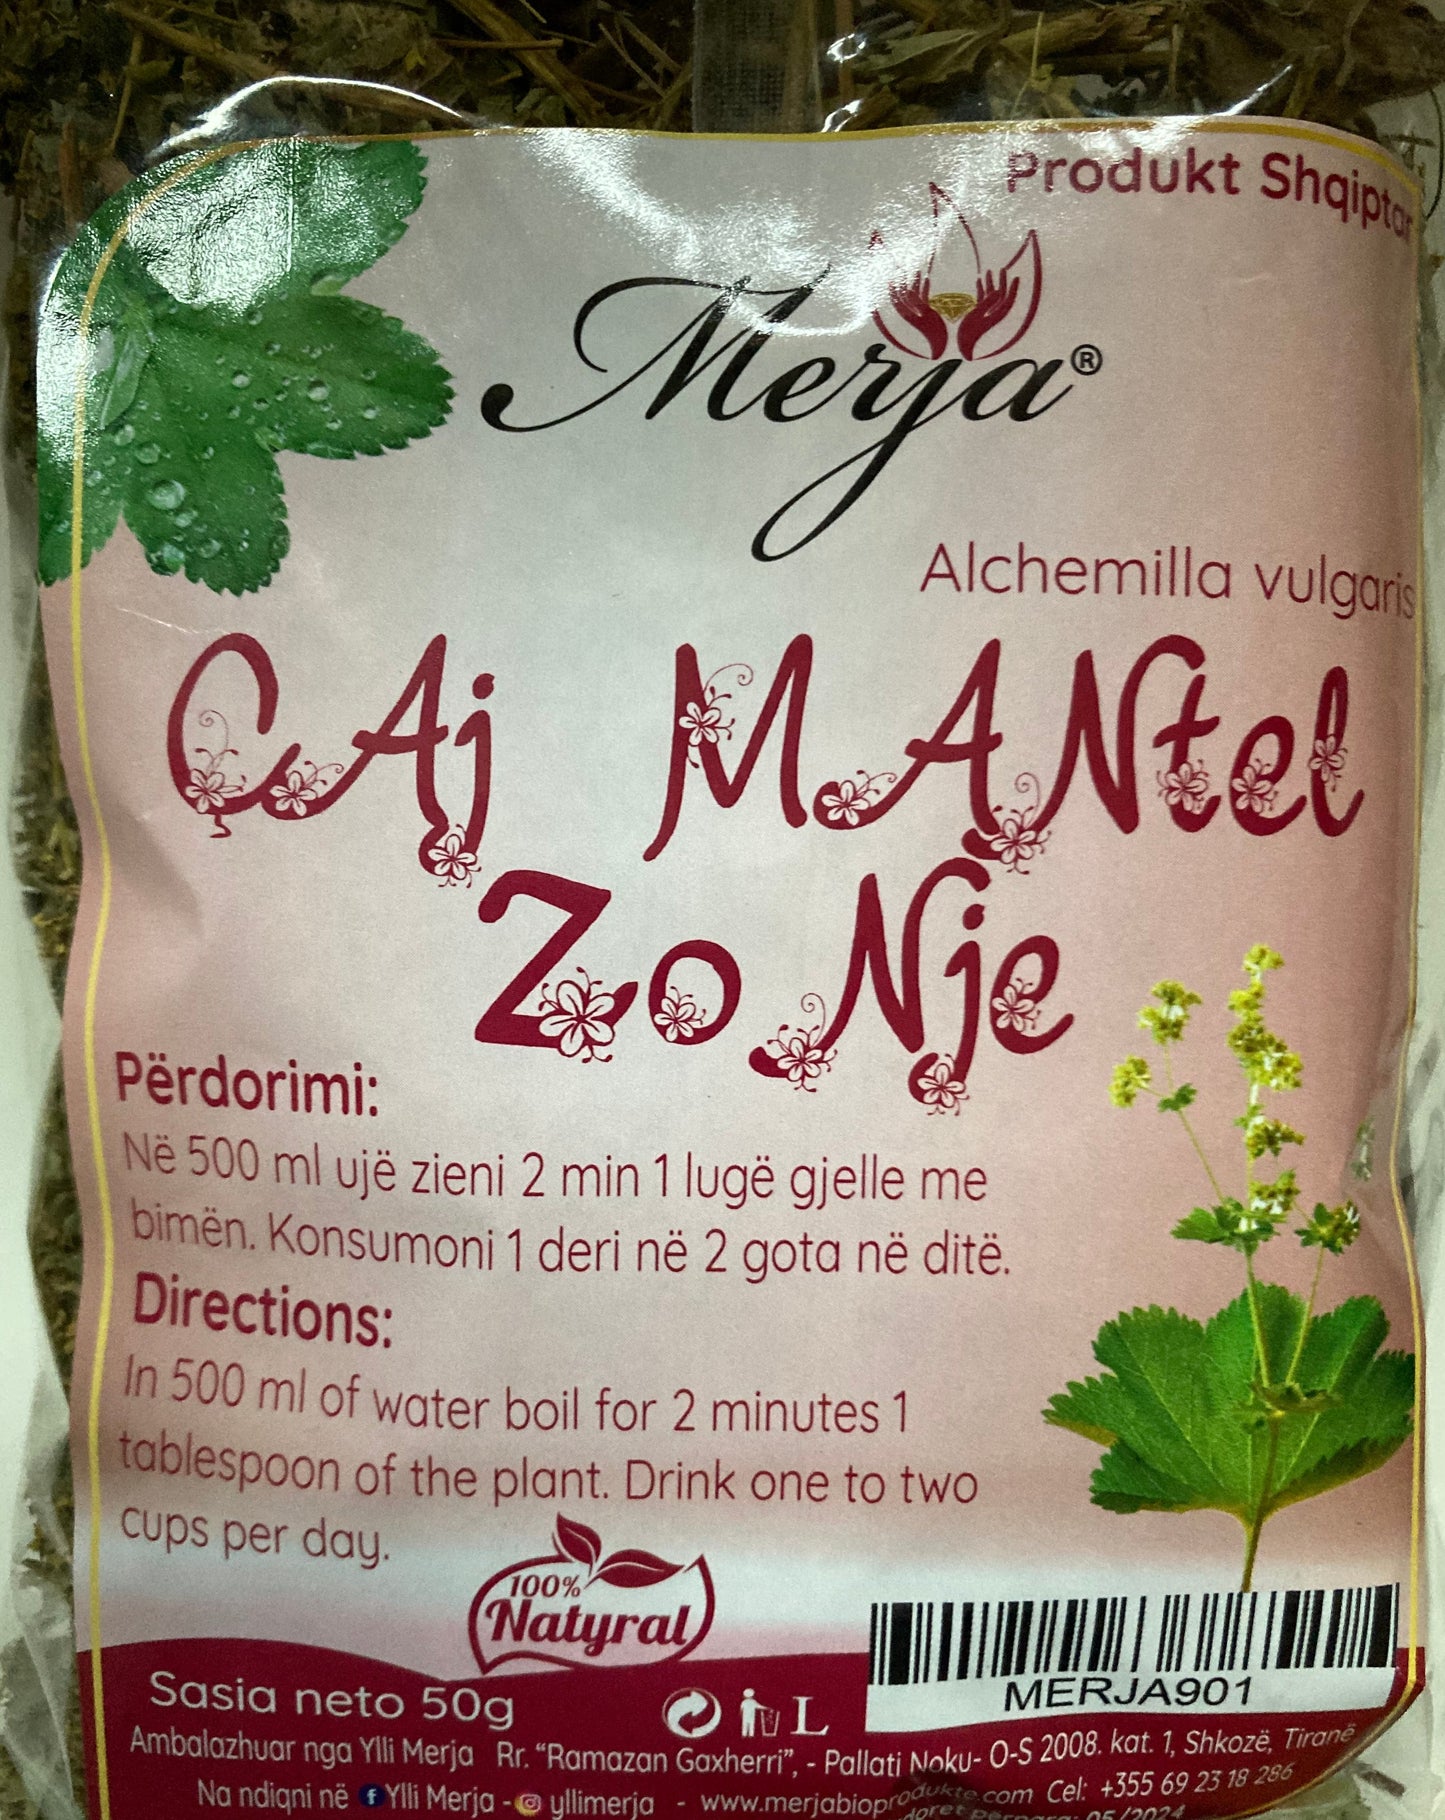 Produkt Shqiptar
Merja®
Alchemilla vulgaris
ÇAj MANtel
ZoNje
Përdorimi:
Në 500 ml ujë zieni 2 min 1 lugë gjelle me
bimën. Konsumoni 1 deri në 2 gota në ditë.
Directions:
In 500 ml of water boil for 2 minutes 1
tablespoon of the plant. Drink one to two
cups per day.
100%
Natyral
Sasia neto 50g
L
MERJA901
Ambalazhuar nga Ylli Merja Rr. “Ramazan Gaxherri”, - Pallati Noku- O-S 2008. kat. 1, Shkozë, Tiranë
Na ndiqni në Ylli Merja - yllimerja - www.merjabioprodukte.com Cel: +355 69 23 18 286
05/2024